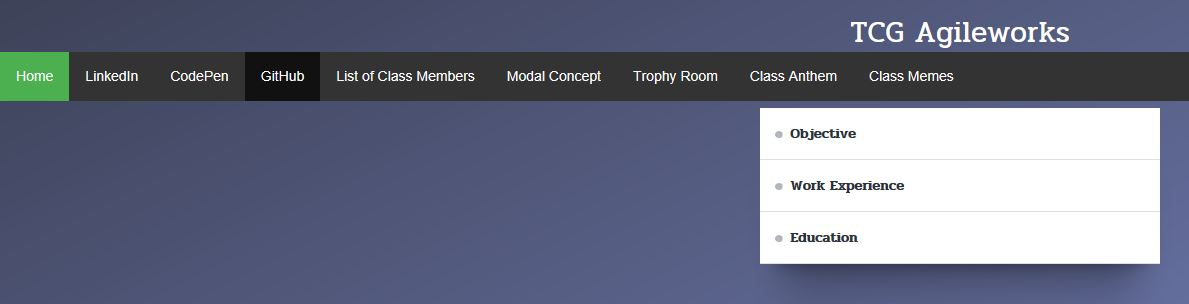 TCG Agileworks
Home LinkedIn CodePen GitHub List of Class Members Modal Concept Trophy Room Class Anthem Class Memes
Objective
Work Experience
Education